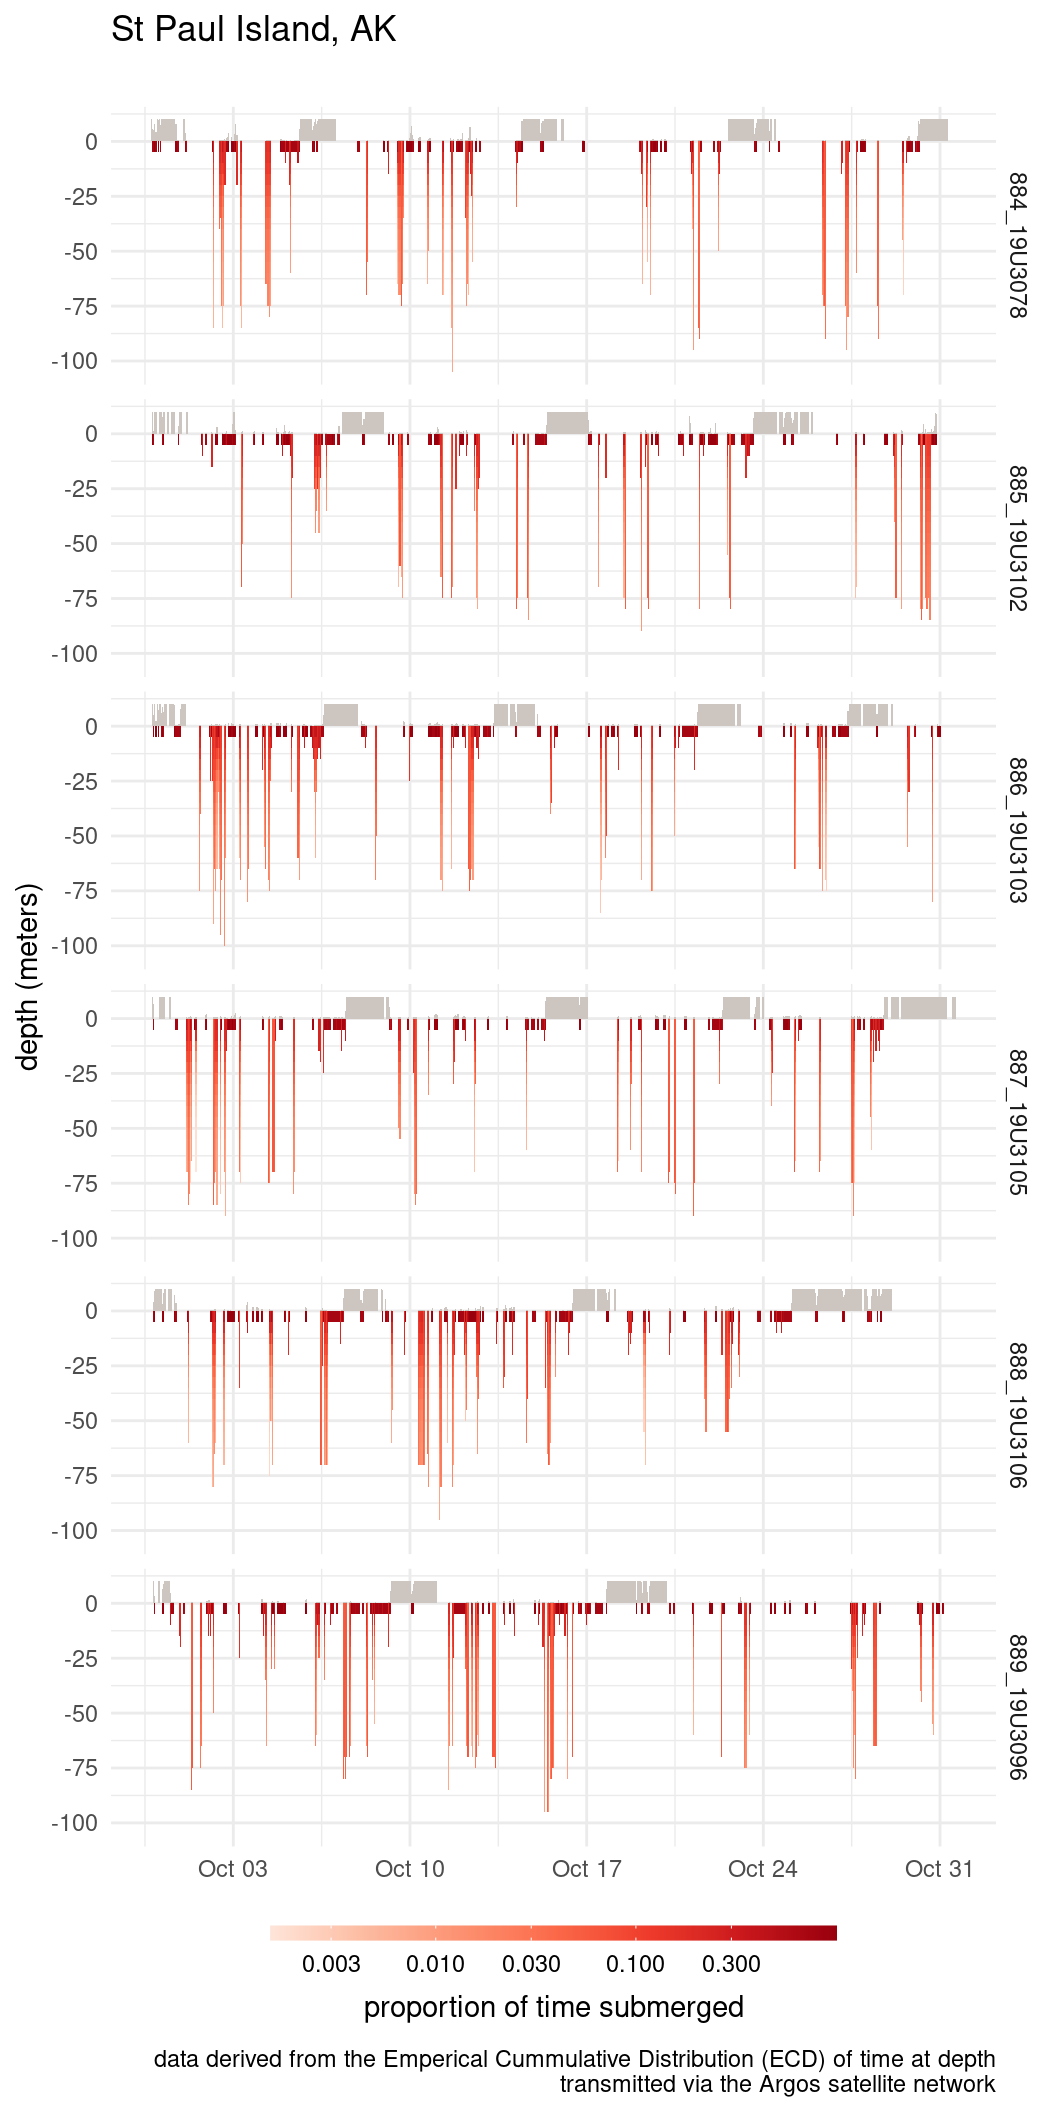 St Paul Island, AK
depth (meters)
0
-25
-50
-75
-100
884_19U3078
0
-25
-50
-75
-100
885_19U3102
0
-25
-50
-75
-100
886_19U3103
0
-25
-50
-75
-100
887_19U3105
0
-25
-50
-75
-100
888_19U3106
0
-25
-50
-75
-100
889_19U3096
Oct 03 Oct 10 Oct 17 Oct 24 Oct 31
0.003 0.010 0.030 0.100 0.300
proportion of time submerged
data derived from the Emperical Cummulative Distribution (ECD) of time at depth
transmitted via the Argos satellite network